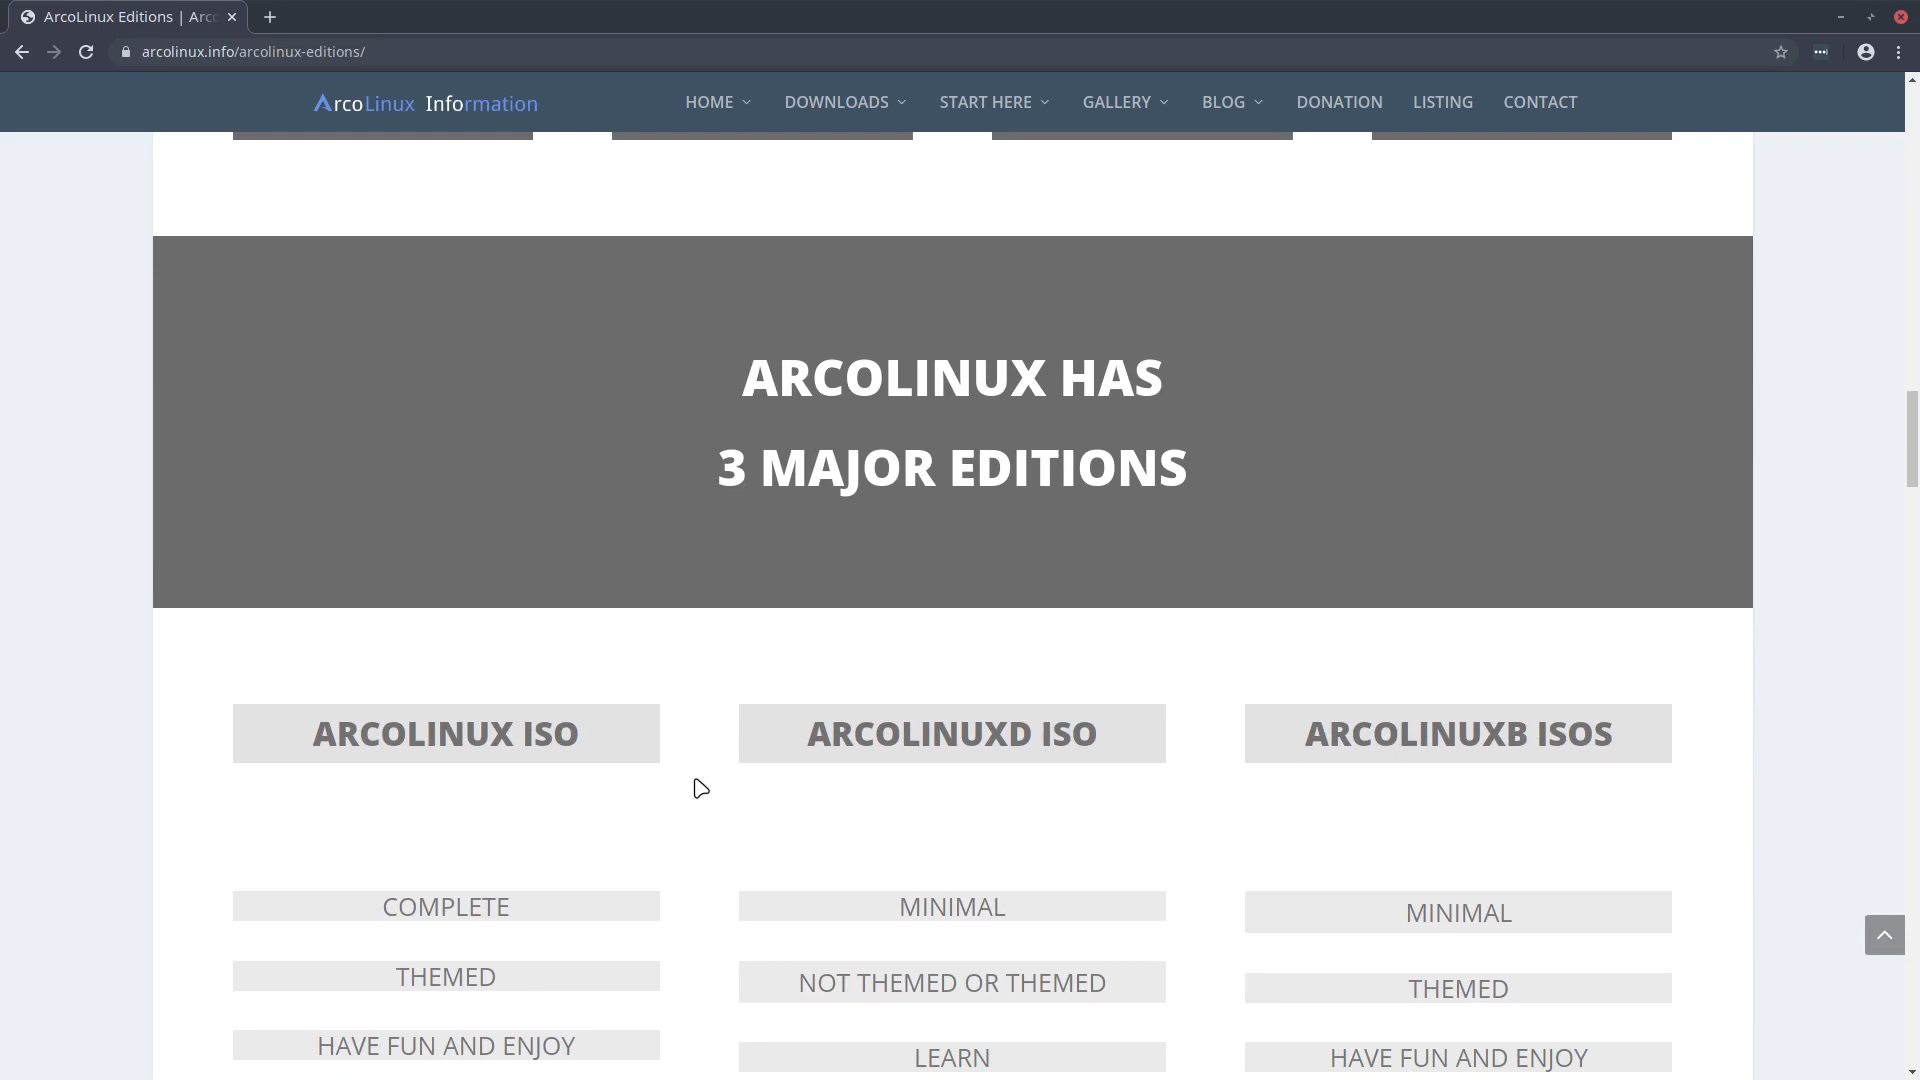 ArcoLinux Editions | Arc
arcolinux.info/arcolinux-editions/
ArcoLinux Information
HOME
DOWNLOADS
START HERE
GALLERY
BLOG
DONATION
LISTING
CONTACT
ARCOLINUX HAS
3 MAJOR EDITIONS
ARCOLINUX ISO
ARCOLINUXD ISO
ARCOLINUXB ISOS
COMPLETE
MINIMAL
MINIMAL
THEMED
NOT THEMED OR THEMED
THEMED
HAVE FUN AND ENJOY
LEARN
HAVE FUN AND ENJOY